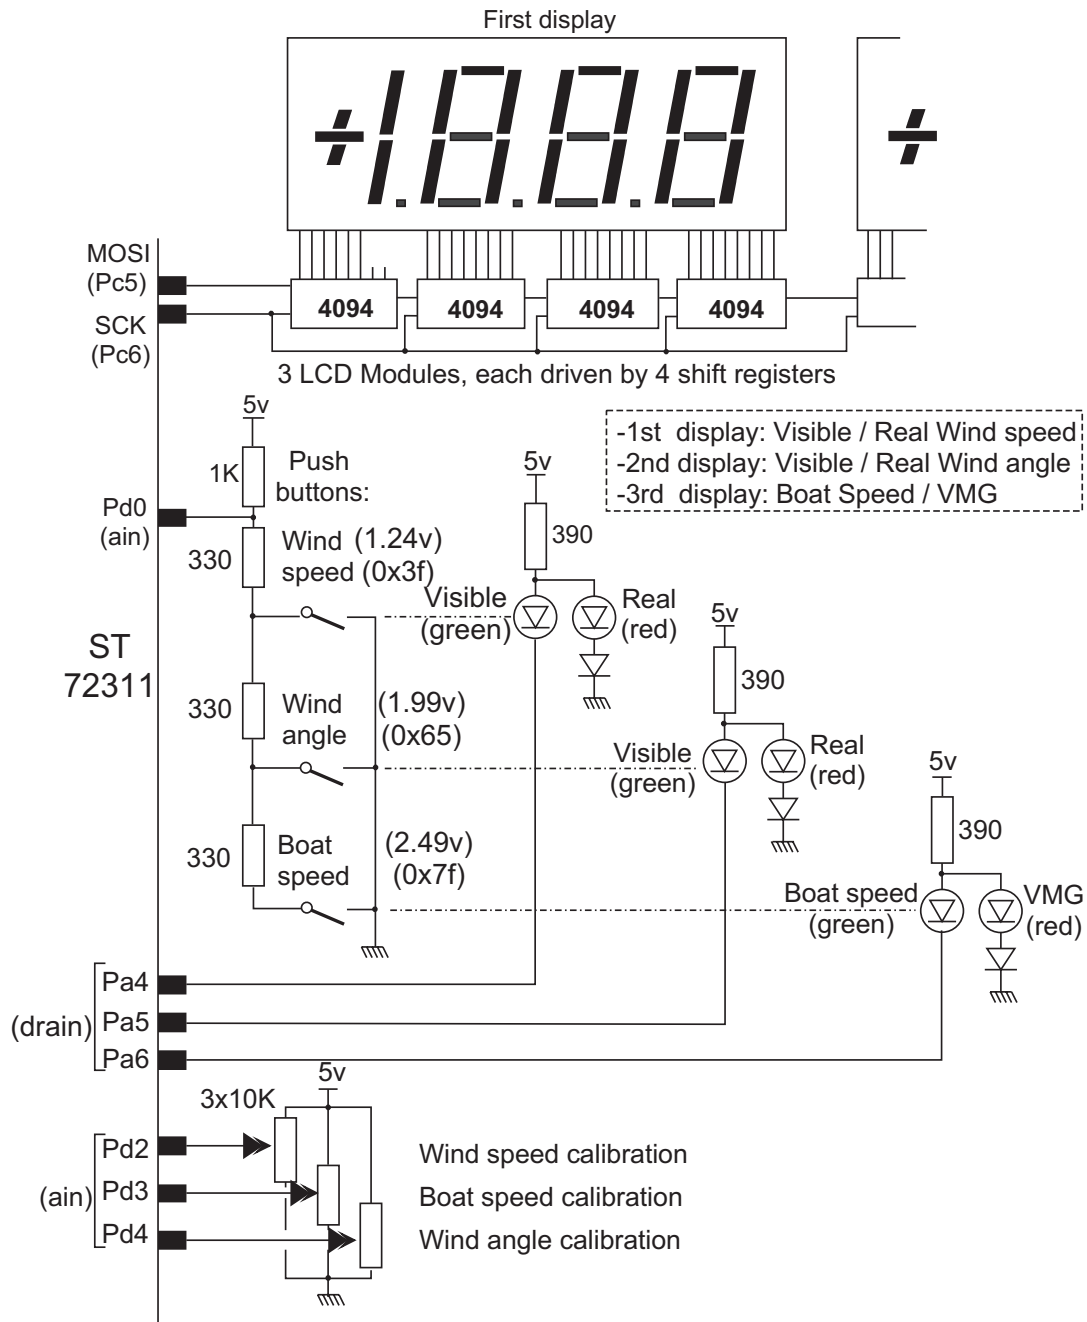 First display
MOSI
(Pc5)
SCK
(Pc6)
4094 4094 4094 4094
3 LCD Modules, each driven by 4 shift registers
5v
1K
Push
buttons:
Pd0
(ain)
330
Wind (1.24v)
speed (0x3f)
-1st display: Visible / Real Wind speed
-2nd display: Visible / Real Wind angle
-3rd display: Boat Speed / VMG
5v
390
Visible
(green)
Real
(red)
ST
72311
330
Wind
angle
(1.99v)
(0x65)
5v
390
Visible
(green)
Real
(red)
330
Boat
speed
(2.49v)
(0x7f)
5v
390
Boat speed
(green)
VMG
(red)
(drain)
Pa4
Pa5
Pa6
5v
3x10K
(ain)
Pd2
Pd3
Pd4
Wind speed calibration
Boat speed calibration
Wind angle calibration